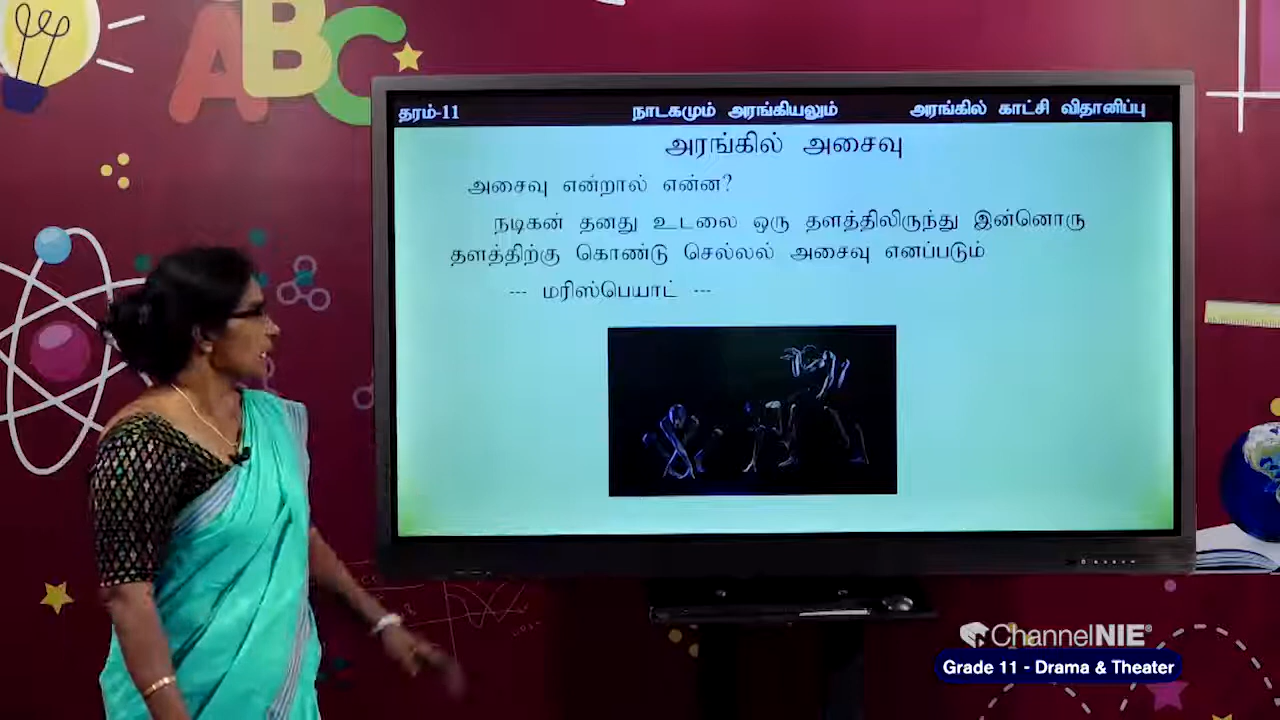 ABC
தரம்-11 நாடகமும் அரங்கியலும் அரங்கில் காட்சி விதானிப்பு
அரங்கில் அசைவு
அசைவு என்றால் என்ன?
நடிகன் தனது உடலை ஒரு தளத்திலிருந்து இன்னொரு
தளத்திற்கு கொண்டு செல்லல் அசைவு எனப்படும்
--- மரிஸ்பெயாட் ---
ChannelNIE
Grade 11 - Drama & Theater